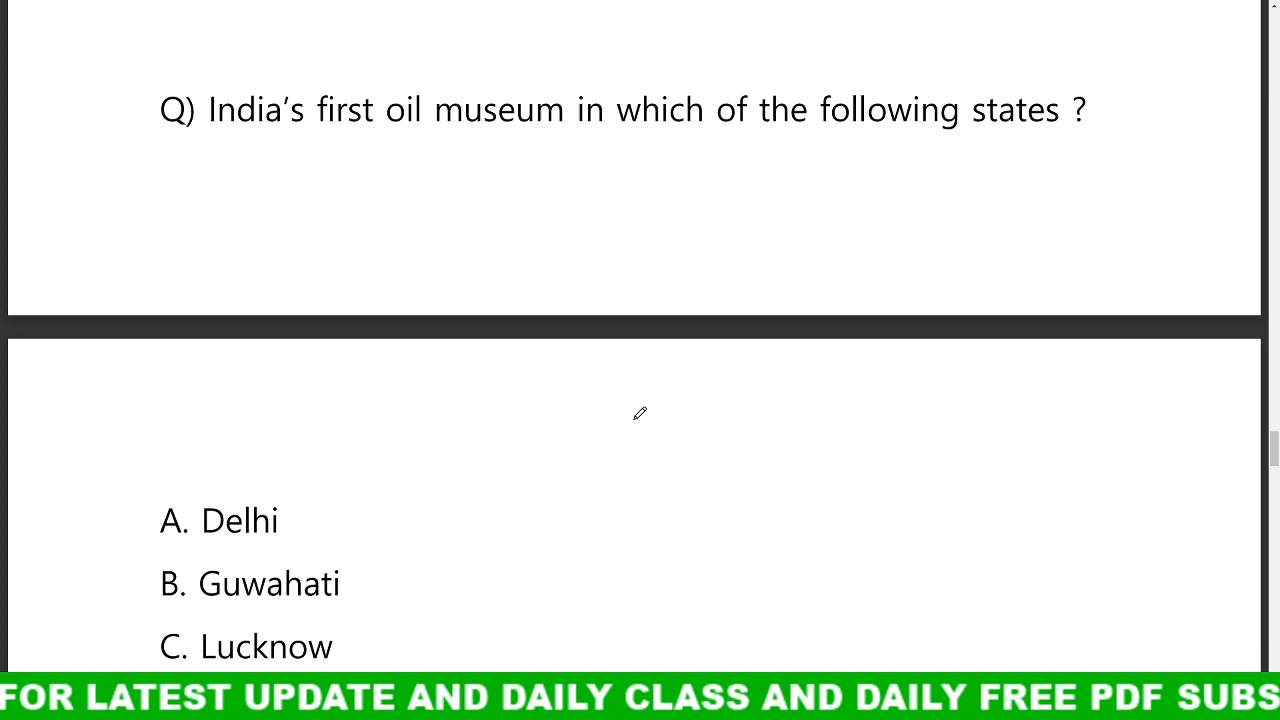 Q) India’s first oil museum in which of the following states ?
A. Delhi
B. Guwahati
C. Lucknow
FOR LATEST UPDATE AND DAILY CLASS AND DAILY FREE PDF SUBS